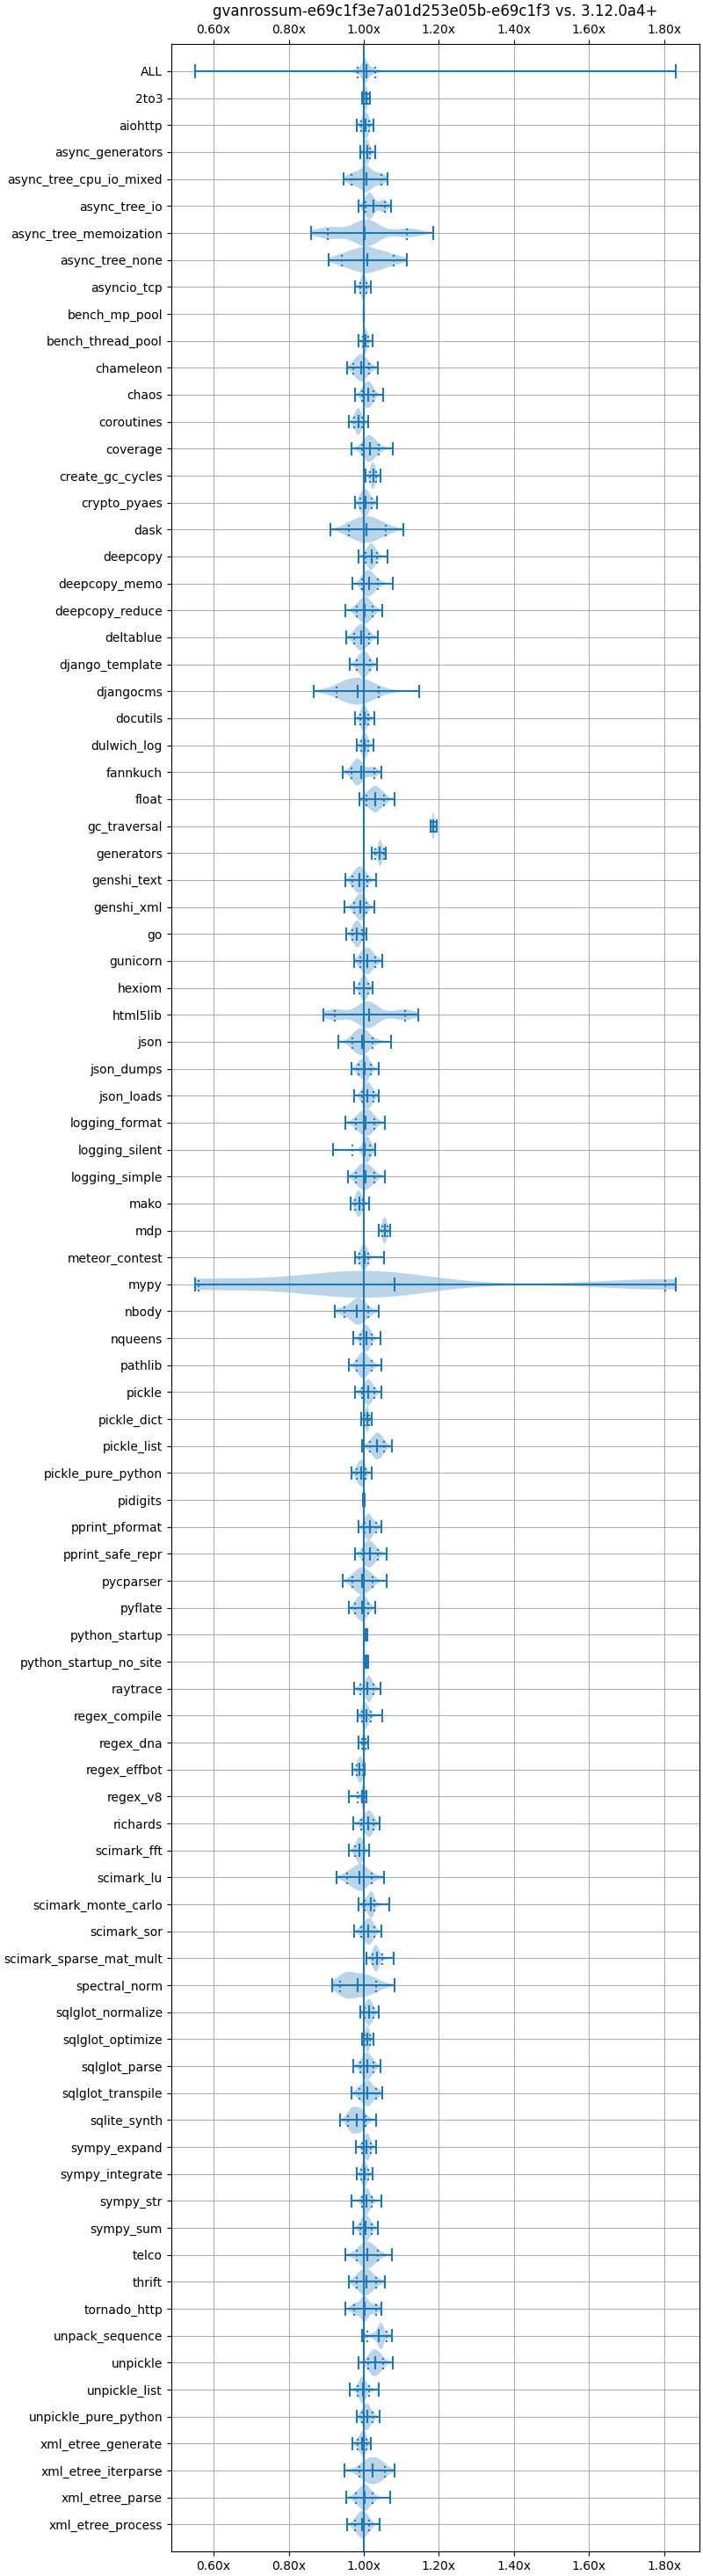 gvanrossum-e69c1f3e7a01d253e05b-e69c1f3 vs. 3.12.0a4+
0.60x 0.80x 1.00x 1.20x 1.40x 1.60x 1.80x
ALL
2to3
aiohttp
async_generators
async_tree_cpu_io_mixed
async_tree_io
async_tree_memoization
async_tree_none
asyncio_tcp
bench_mp_pool
bench_thread_pool
chameleon
chaos
coroutines
coverage
create_gc_cycles
crypto_pyaes
dask
deepcopy
deepcopy_memo
deepcopy_reduce
deltablue
django_template
djangocms
docutils
dulwich_log
fannkuch
float
gc_traversal
generators
genshi_text
genshi_xml
go
gunicorn
hexiom
html5lib
json
json_dumps
json_loads
logging_format
logging_silent
logging_simple
mako
mdp
meteor_contest
mypy
nbody
nqueens
pathlib
pickle
pickle_dict
pickle_list
pickle_pure_python
pidigits
pprint_pformat
pprint_safe_repr
pycparser
pyflate
python_startup
python_startup_no_site
raytrace
regex_compile
regex_dna
regex_effbot
regex_v8
richards
scimark_fft
scimark_lu
scimark_monte_carlo
scimark_sor
scimark_sparse_mat_mult
spectral_norm
sqlglot_normalize
sqlglot_optimize
sqlglot_parse
sqlglot_transpile
sqlite_synth
sympy_expand
sympy_integrate
sympy_str
sympy_sum
telco
thrift
tornado_http
unpack_sequence
unpickle
unpickle_list
unpickle_pure_python
xml_etree_generate
xml_etree_iterparse
xml_etree_parse
xml_etree_process
0.60x 0.80x 1.00x 1.20x 1.40x 1.60x 1.80x